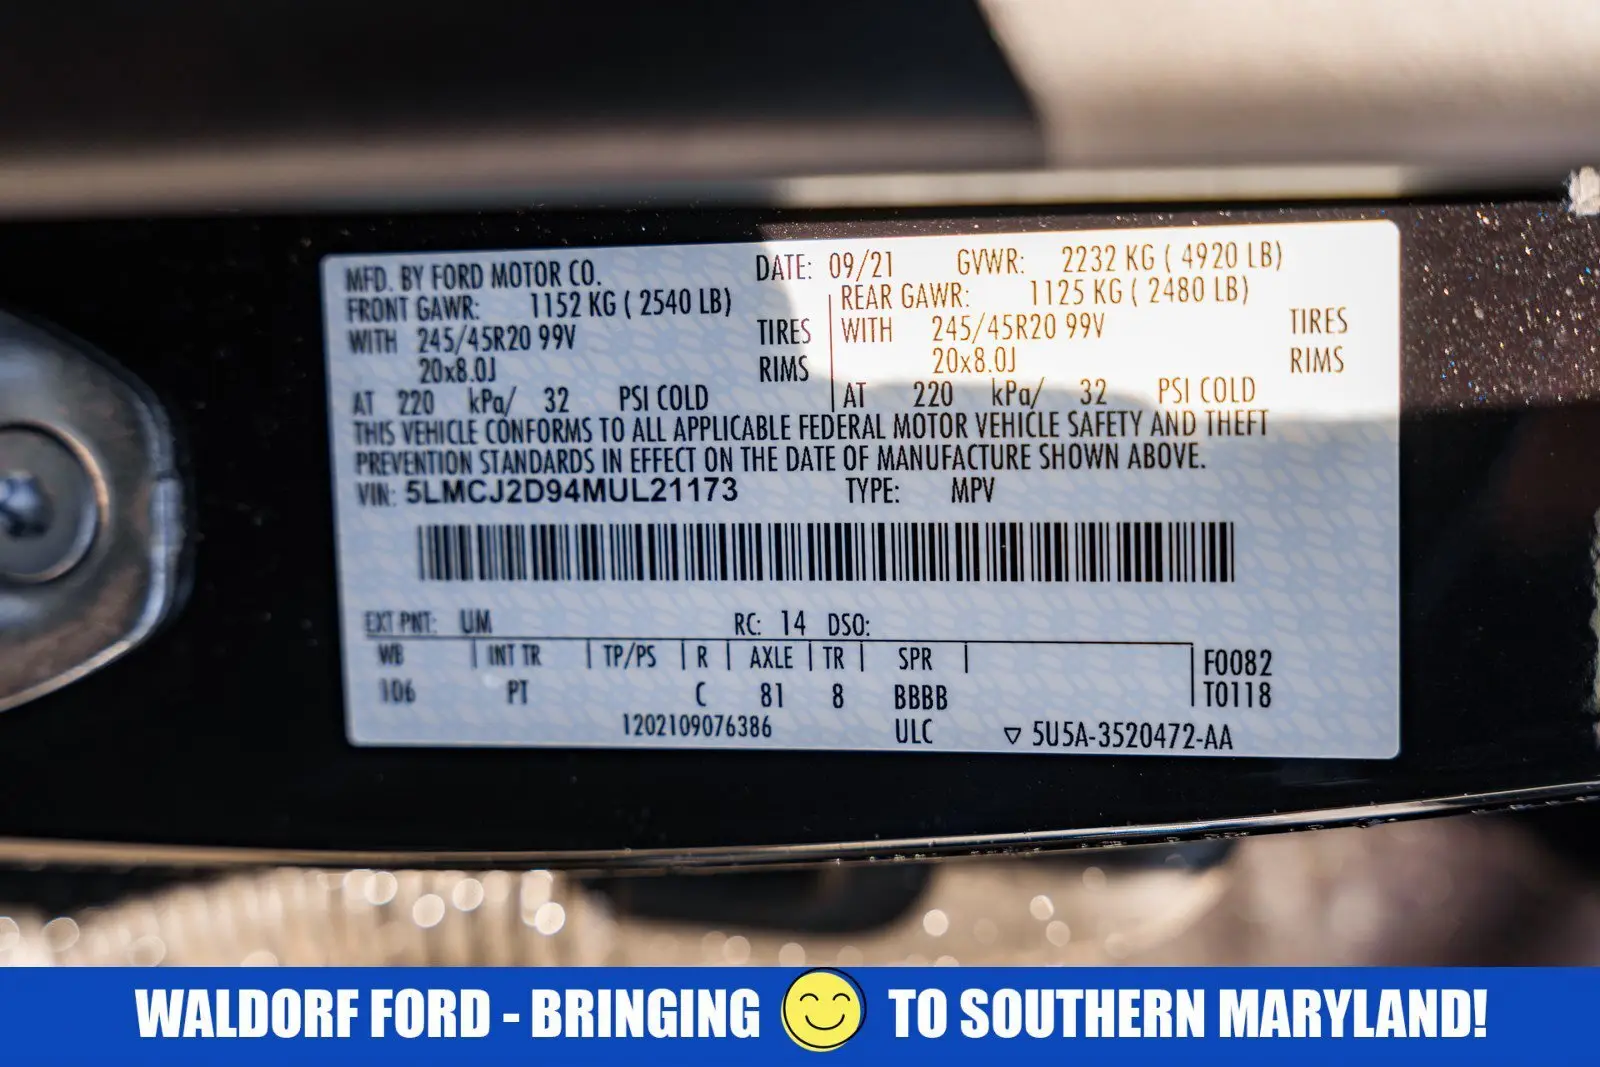 MFD. BY FORD MOTOR CO. DATE: 09/21 GVWR: 2232 KG ( 4920 LB)
FRONT GAWR: 1152 KG ( 2540 LB) REAR GAWR: 1125 KG ( 2480 LB)
WITH 245/45R20 99V TIRES WITH 245/45R20 99V TIRES
20x8.0J RIMS 20x8.0J RIMS
AT 220 kPa/ 32 PSI COLD AT 220 kPa/ 32 PSI COLD
THIS VEHICLE CONFORMS TO ALL APPLICABLE FEDERAL MOTOR VEHICLE SAFETY AND THEFT
PREVENTION STANDARDS IN EFFECT ON THE DATE OF MANUFACTURE SHOWN ABOVE.
VIN: 5LMCJ2D94MUL21173 TYPE: MPV
EXT PNT: UM RC: 14 DSO:
WB INT TR TP/PS R AXLE TR SPR F0082
106 PT C 81 8 BBBB T0118
1202109076386 ULC ▽ 5U5A-3520472-AA
WALDORF FORD - BRINGING 😊 TO SOUTHERN MARYLAND!